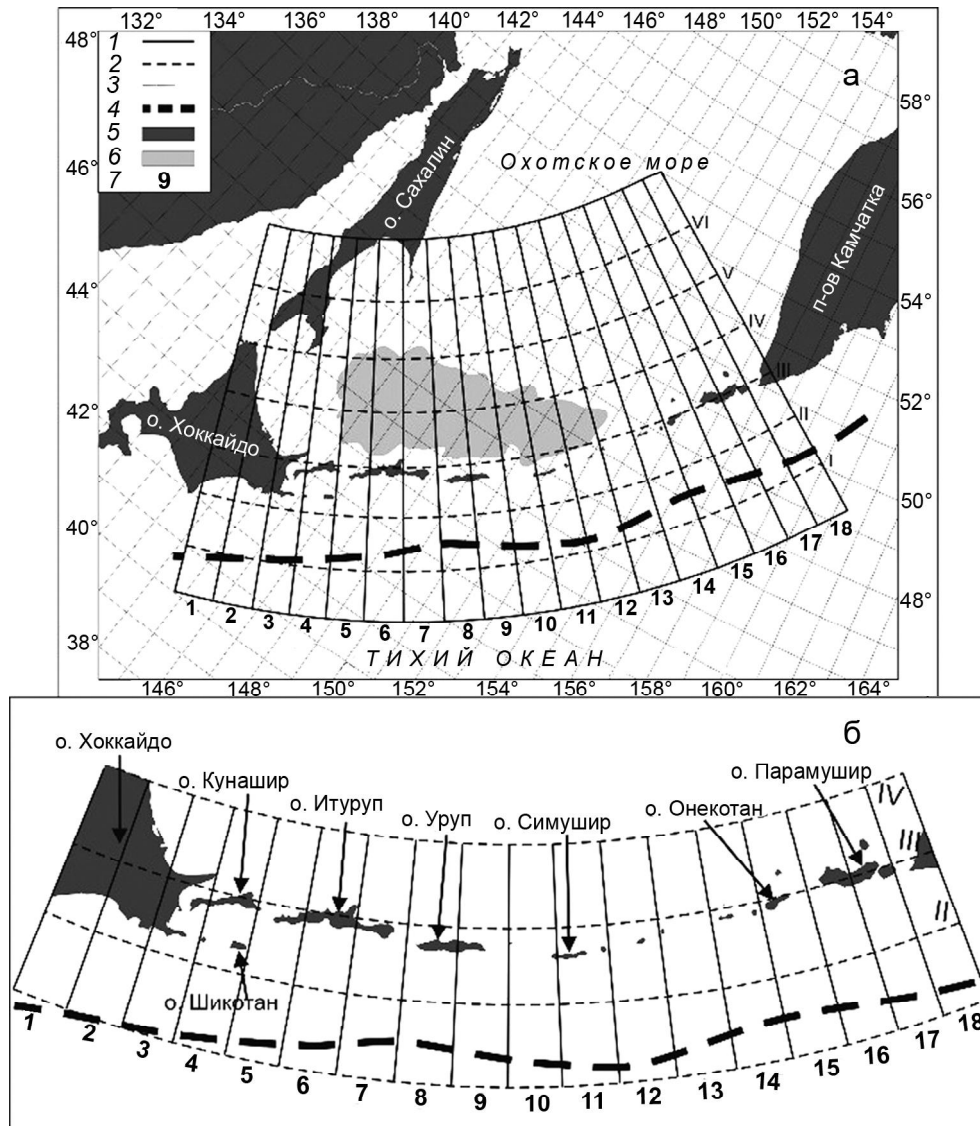 132° 134° 136° 138° 140° 142° 144° 146° 148° 150° 152° 154°
48°
1
2
3
4
5
6
7 9
а
58°
46°
56°
44°
54°
42°
52°
40°
50°
38°
48°
Охотское море
о. Сахалин
п-ов Камчатка
о. Хоккайдо
VI
V
IV
III
II
I
1 2 3 4 5 6 7 8 9 10 11 12 13 14 15 16 17 18
ТИХИЙ ОКЕАН
146° 148° 150° 152° 154° 156° 158° 160° 162° 164°
б
о. Хоккайдо
о. Кунашир
о. Итуруп
о. Уруп
о. Симушир
о. Онекотан
о. Парамушир
IV
III
II
о. Шикотан
1 2 3 4 5 6 7 8 9 10 11 12 13 14 15 16 17 18